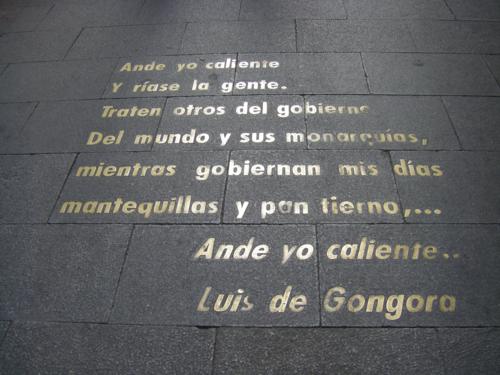 Ande yo caliente
Y ríase la gente.
Traten otros del gobierno
Del mundo y sus monarquías,
mientras gobiernan mis días
mantequillas y pan tierno,...
Ande yo caliente..
Luis de Gongora